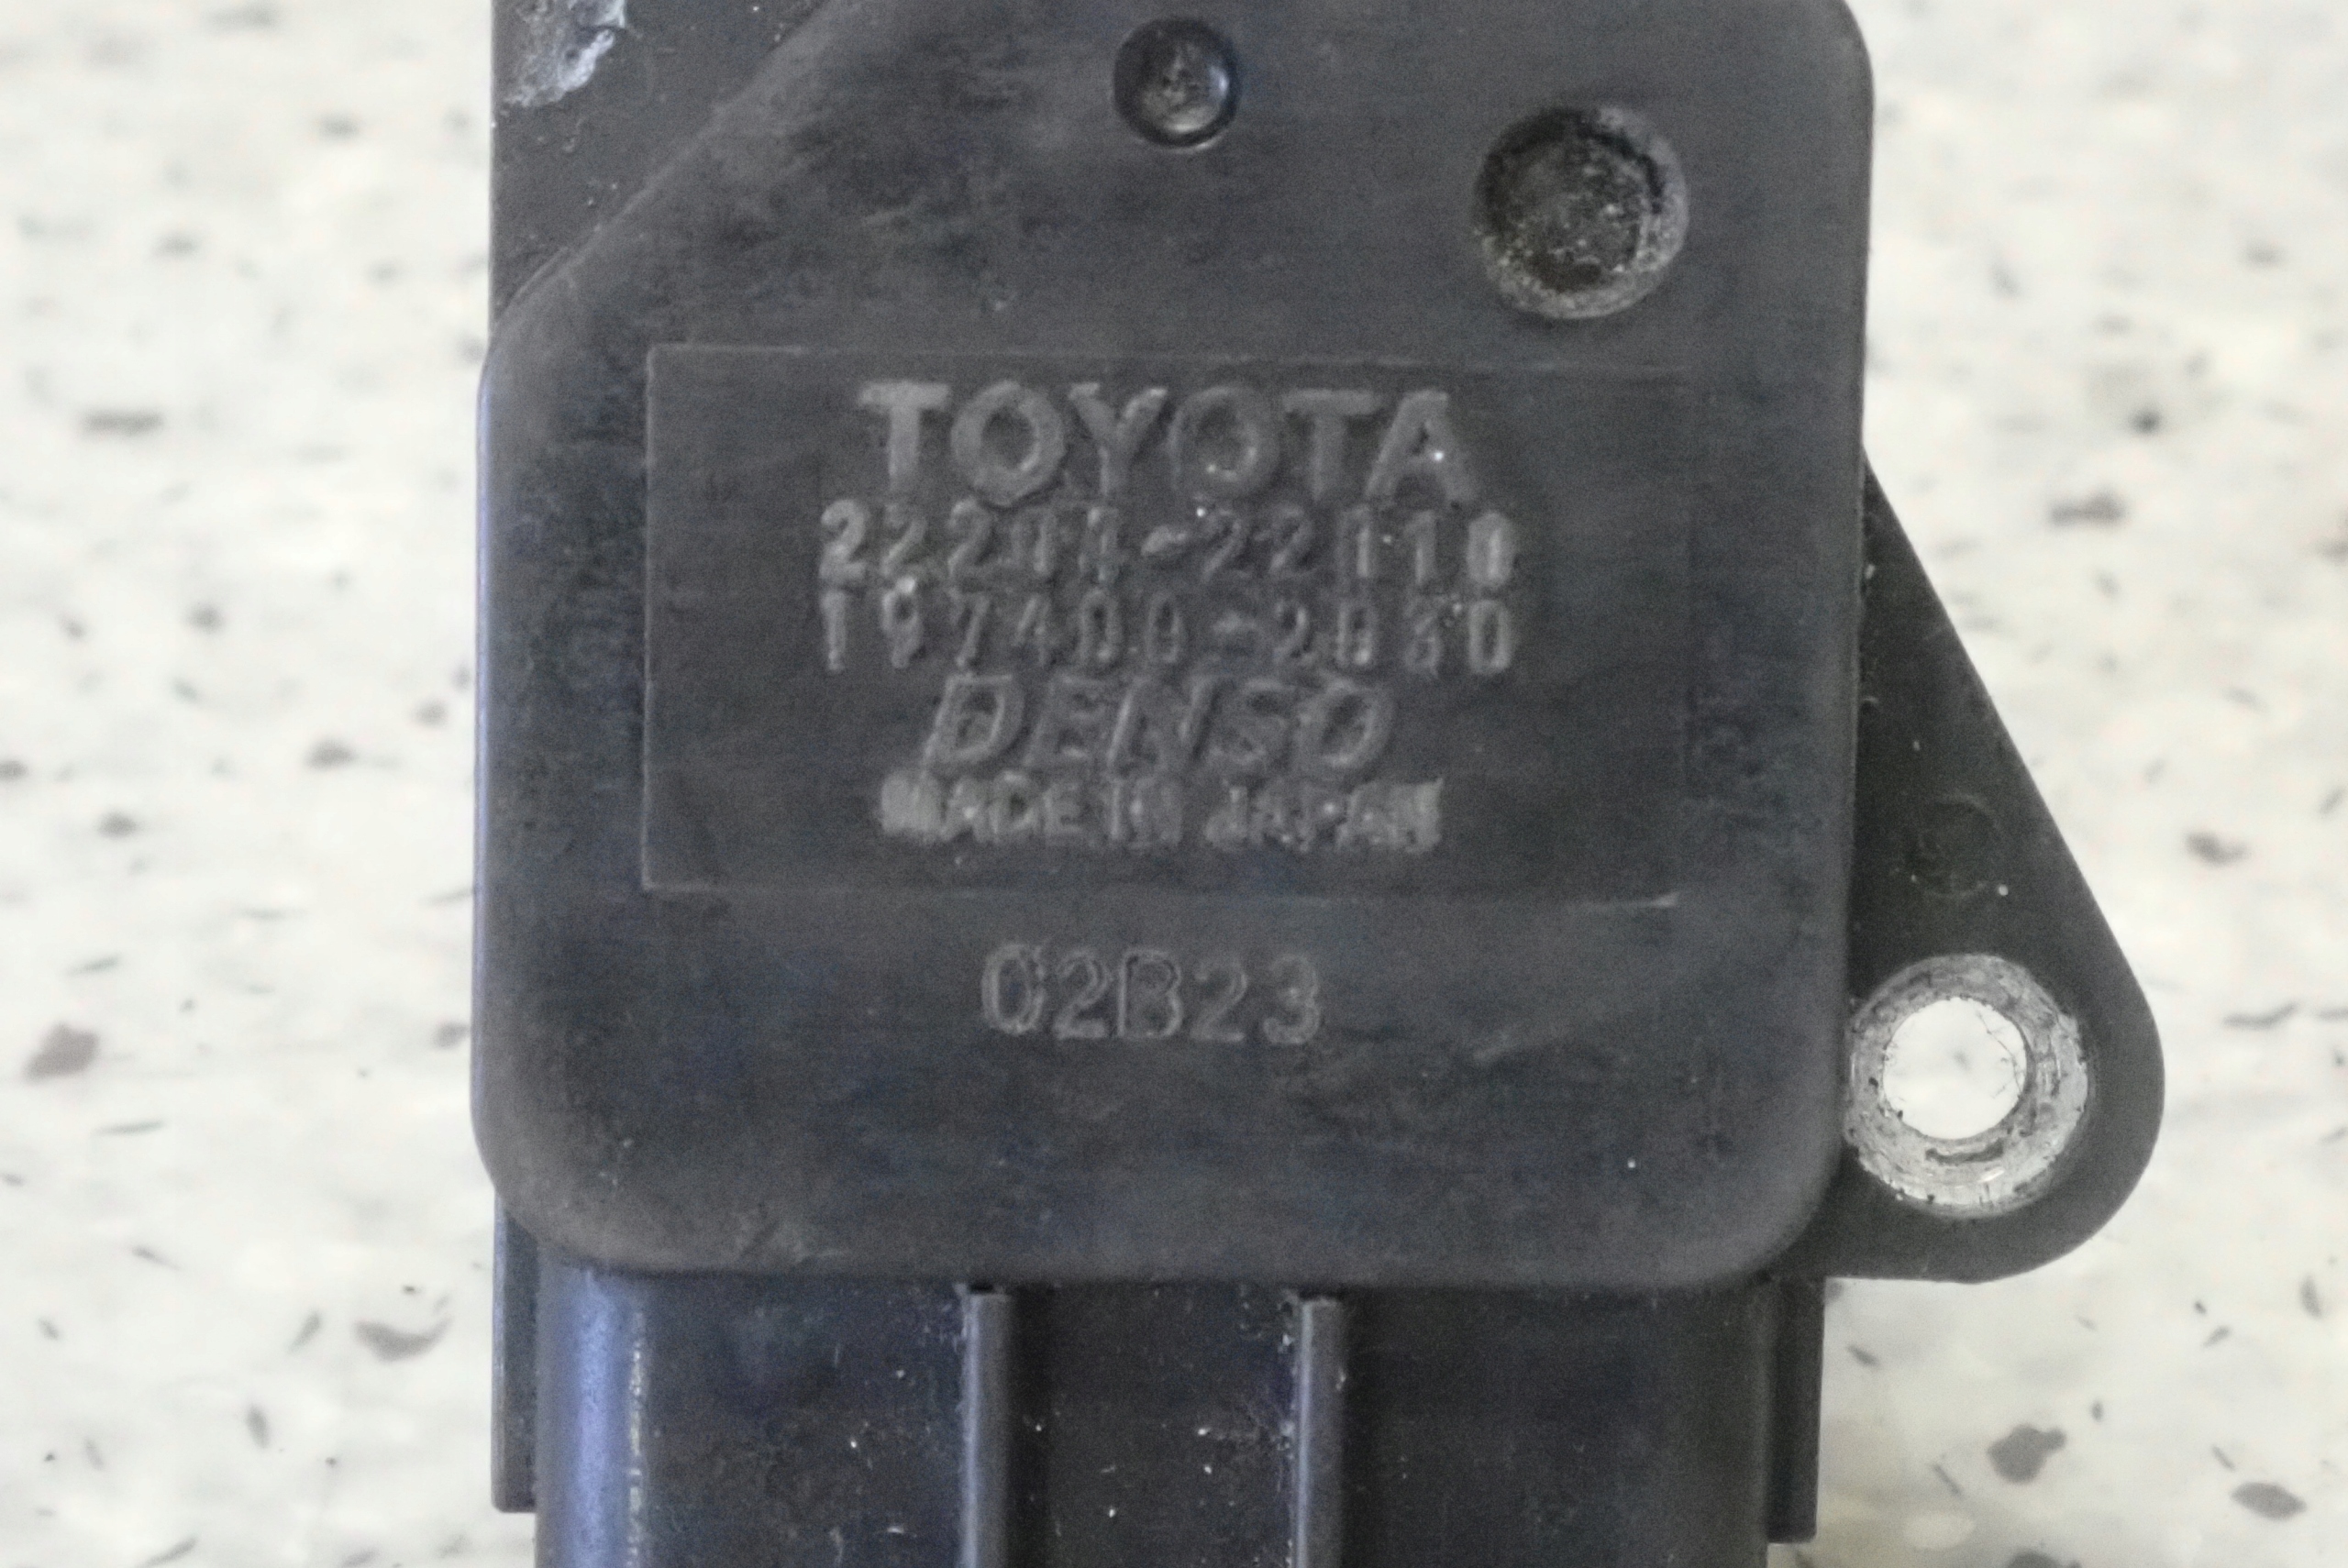 TOYOTA
22204-22010
197400-2030
DENSO
MADE IN JAPAN
02B23